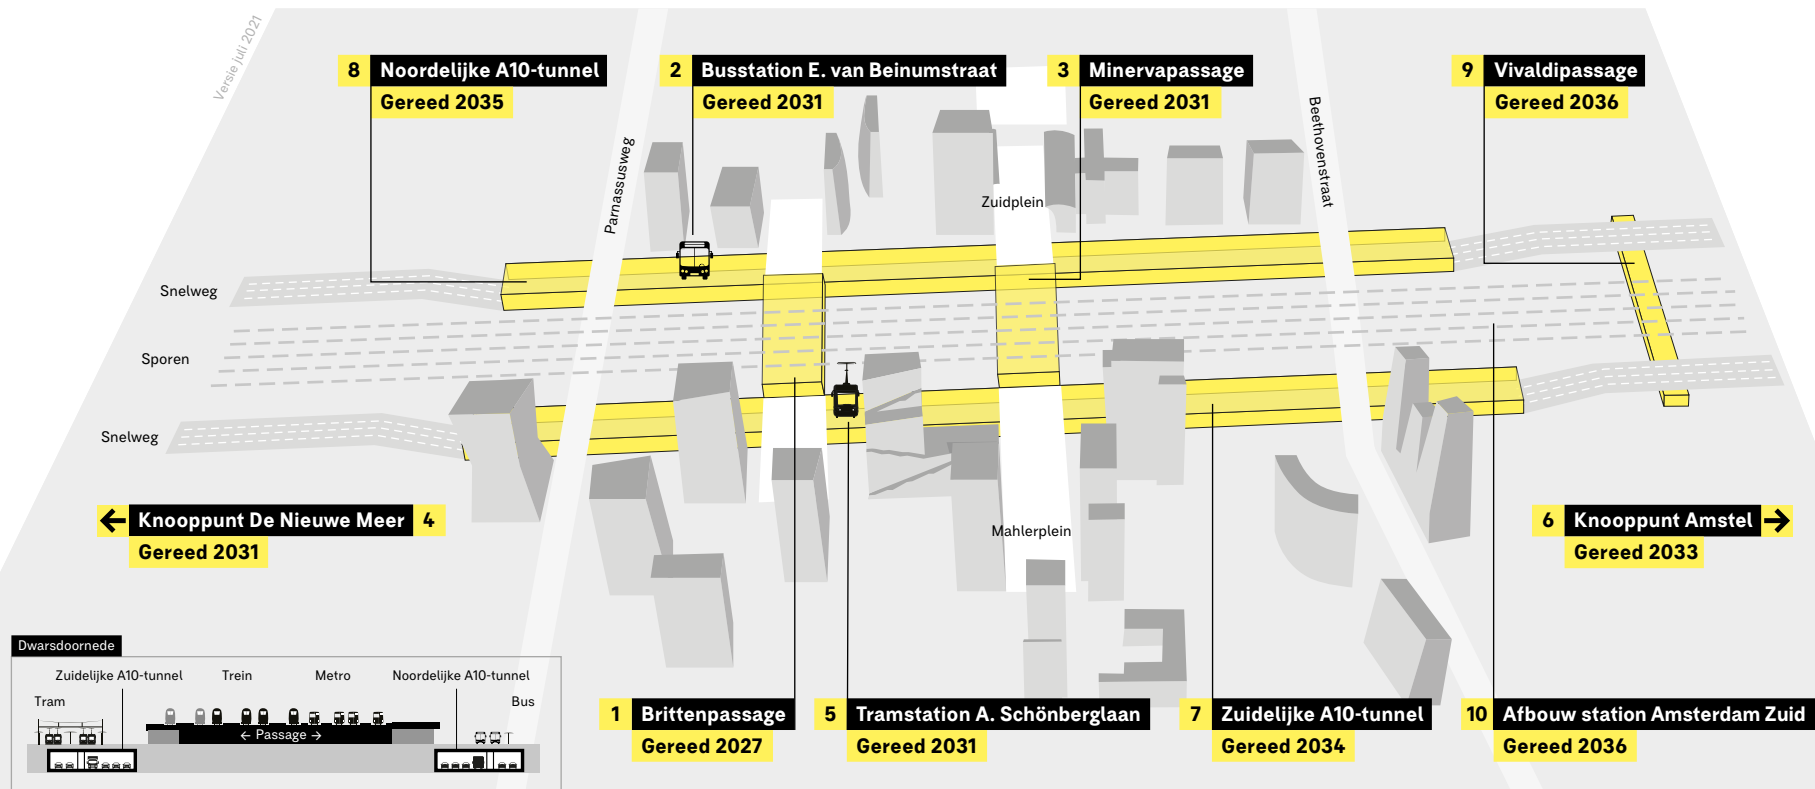 Versie juli 2021
8 Noordelijke A10-tunnel
Gereed 2035
2 Busstation E. van Beinumstraat
Gereed 2031
3 Minervapassage
Gereed 2031
9 Vivaldipassage
Gereed 2036
Parnassusweg
Beethovenstraat
Zuidplein
Snelweg
Sporen
Snelweg
Mahlerplein
← Knooppunt De Nieuwe Meer 4
Gereed 2031
6 Knooppunt Amstel →
Gereed 2033
1 Brittenpassage
Gereed 2027
5 Tramstation A. Schönberglaan
Gereed 2031
7 Zuidelijke A10-tunnel
Gereed 2034
10 Afbouw station Amsterdam Zuid
Gereed 2036
Dwarsdoornede
Zuidelijke A10-tunnel Trein Metro Noordelijke A10-tunnel
Tram Bus
← Passage →